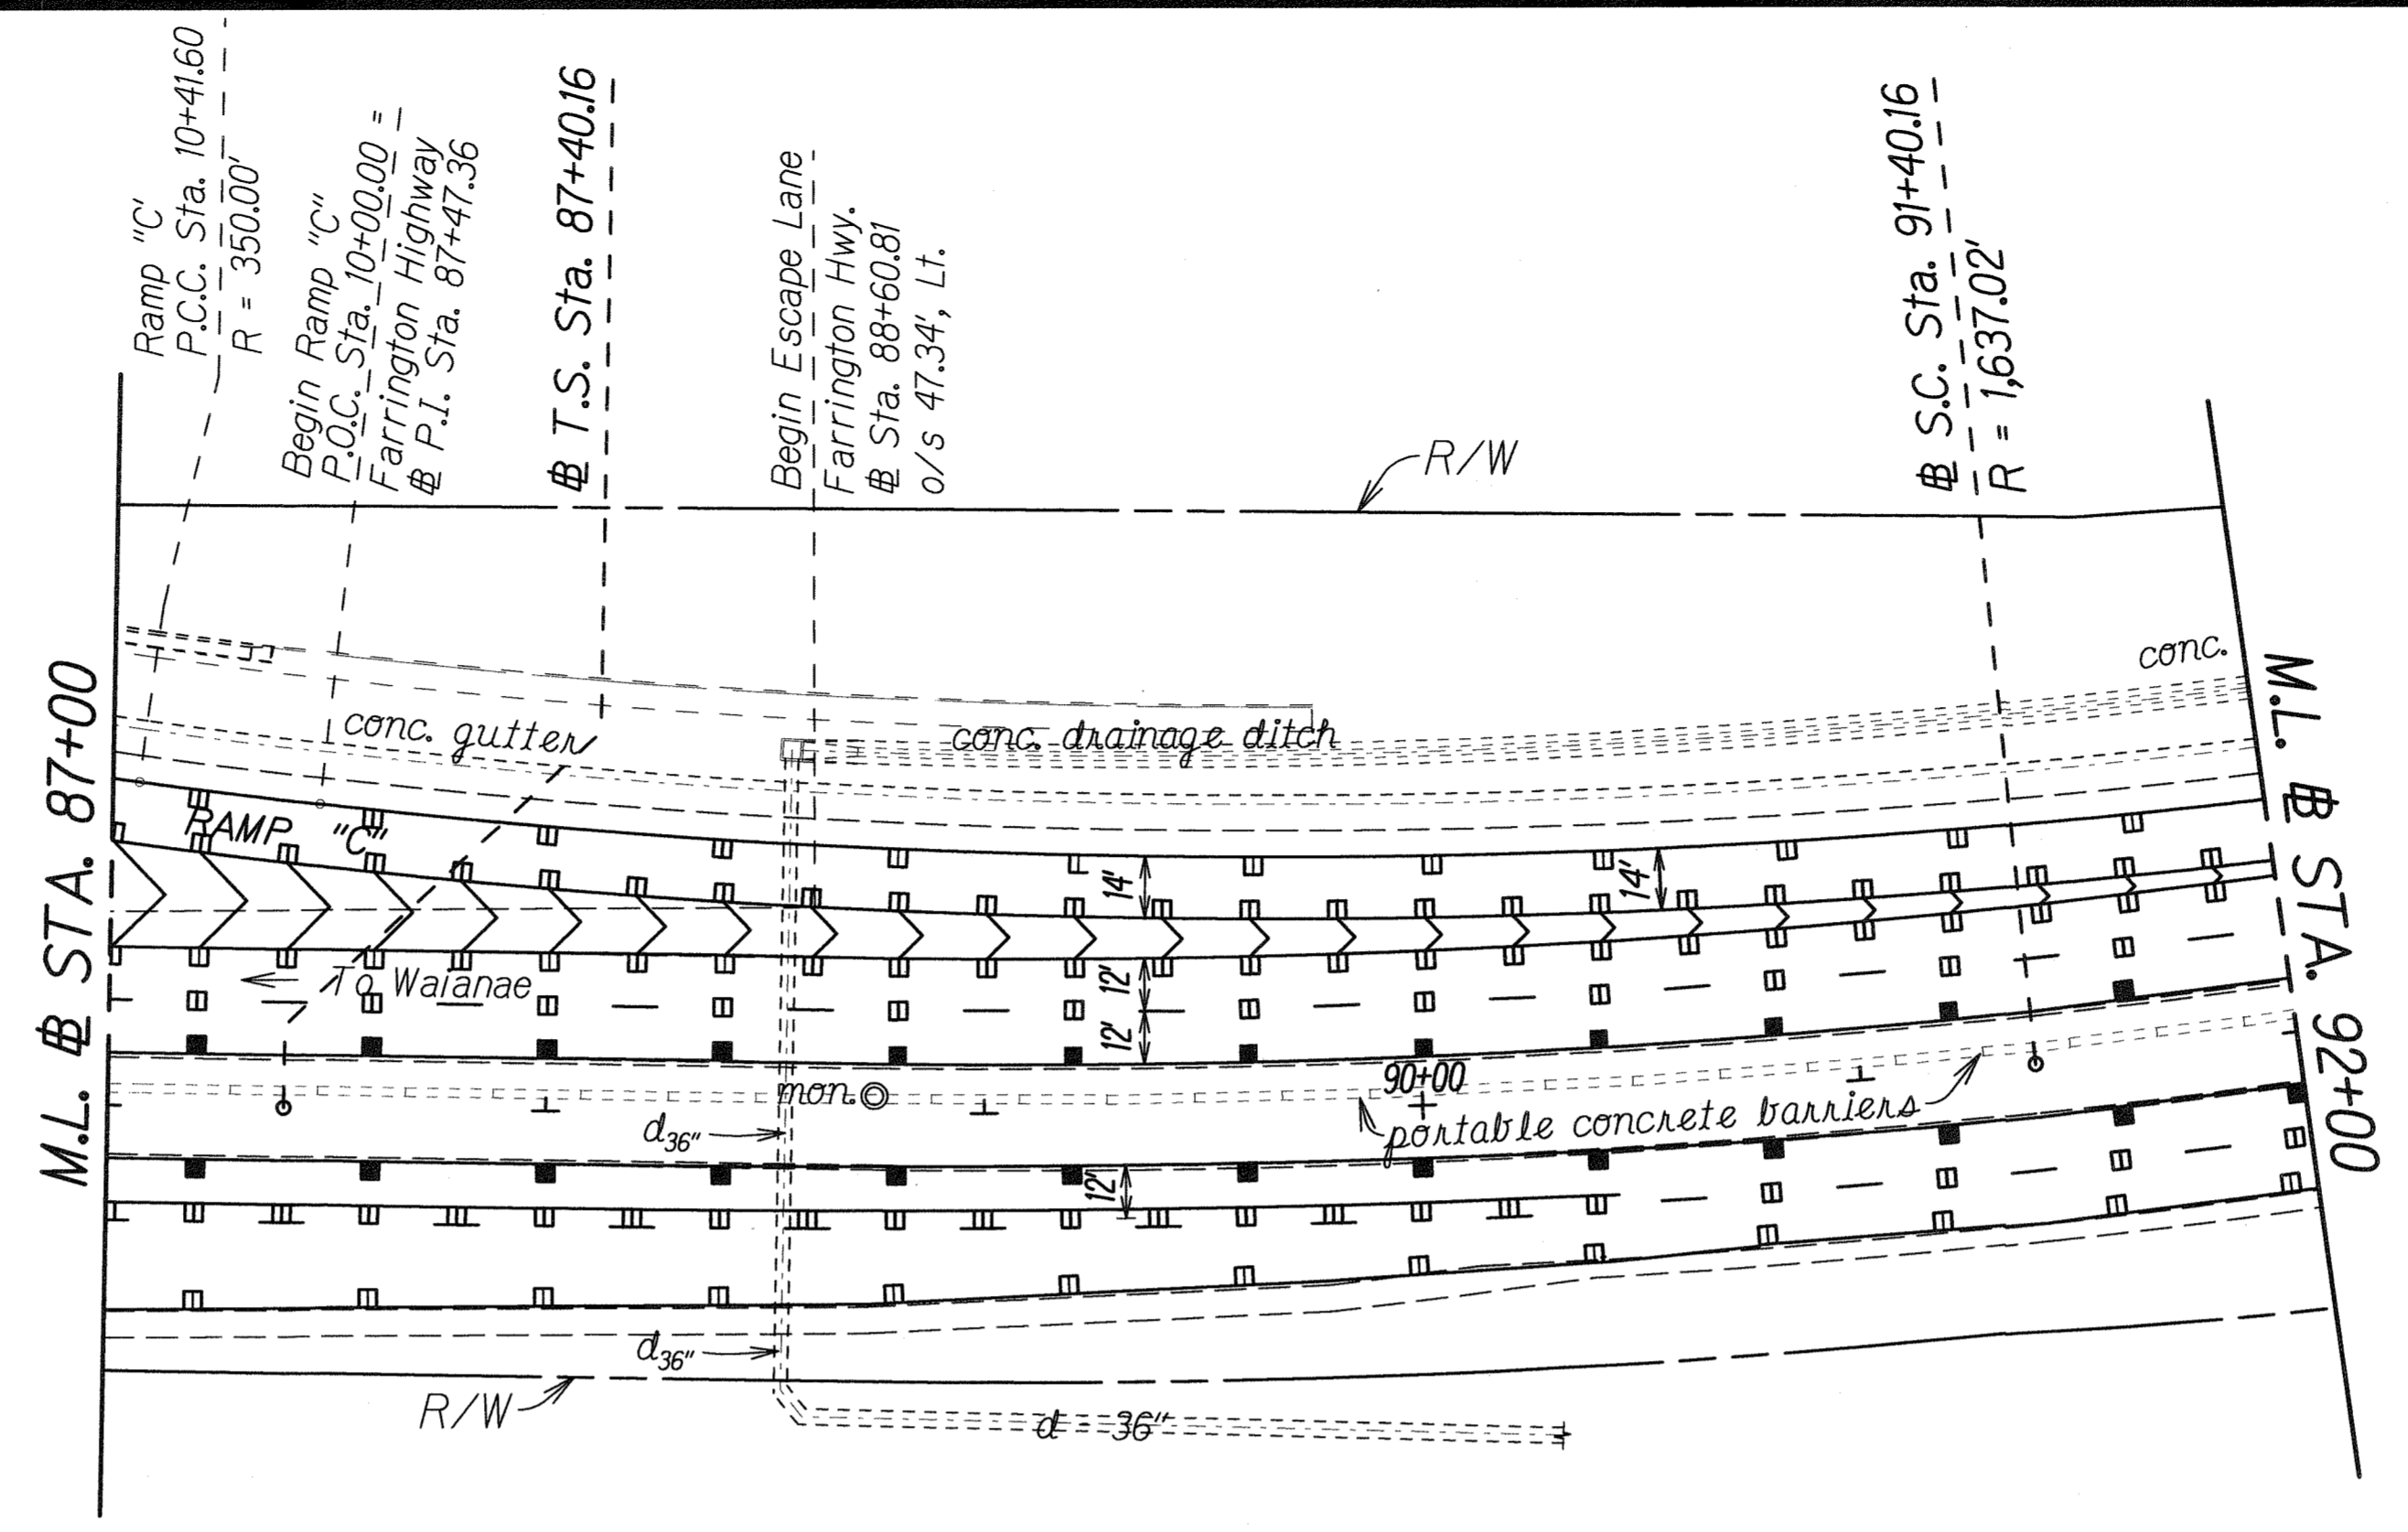 Ramp "C'
P.C.C. Sta. 10+41.60
R = 350.00'
Begin Ramp "C"
P.O.C. Sta. 10+00.00 =
Farrington Highway
℄ P.I. Sta. 87+47.36
℄ T.S. Sta. 87+40.16
Begin Escape Lane
Farrington Hwy.
℄ Sta. 88+60.81
o/s 47.34', Lt.
℄ S.C. Sta. 91+40.16
R = 1,637.02'
R/W
conc.
conc. gutter
conc. drainage ditch
RAMP "C"
14'
14'
To Waianae
12'
12'
mon.
90+00
d36"
portable concrete barriers
12'
d36"
R/W
d - 36"
M.L. ℄ STA. 87+00
M.L. ℄ STA. 92+00